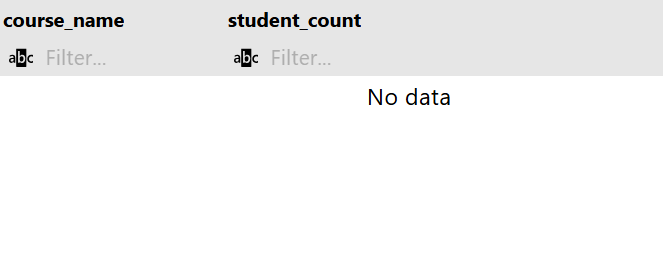 course_name student_count
abc Filter... abc Filter...
No data